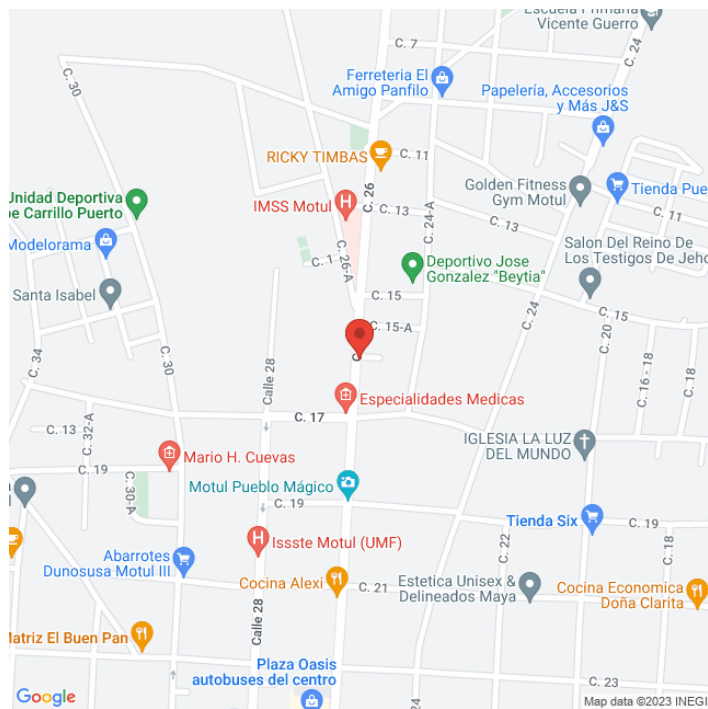 Escuela Primaria
Vicente Guerro
C. 7
C. 24
C. 30
Ferreteria El
Amigo Panfilo
Papelería, Accesorios
y Más J&S
RICKY TIMBAS
C. 11
C. 26
Golden Fitness
Gym Motul
Tienda Pue
Unidad Deportiva
pe Carrillo Puerto
IMSS Motul
C. 13
C. 24-A
C. 13
C. 11
Modelorama
C. 1
C. 26-A
Deportivo Jose
Gonzalez "Beytia"
Salon Del Reino De
Los Testigos De Jeho
Santa Isabel
C. 15
C. 15
C. 15-A
C. 24
C. 20
C. 34
C. 30
Calle 28
C. 16 - 18
C. 18
Especialidades Medicas
C. 17
C. 13
C. 32-A
IGLESIA LA LUZ
DEL MUNDO
Mario H. Cuevas
C. 19
C. 30-A
Motul Pueblo Mágico
C. 19
Tienda Six
C. 19
C. 22
C. 18
Issste Motul (UMF)
Abarrotes
Dunosusa Motul III
Cocina Alexi
C. 21
Estetica Unisex &
Delineados Maya
Cocina Economica
Doña Clarita
Calle 28
Matriz El Buen Pan
Plaza Oasis
autobuses del centro
C. 23
C. 24
Google
Map data ©2023 INEGI